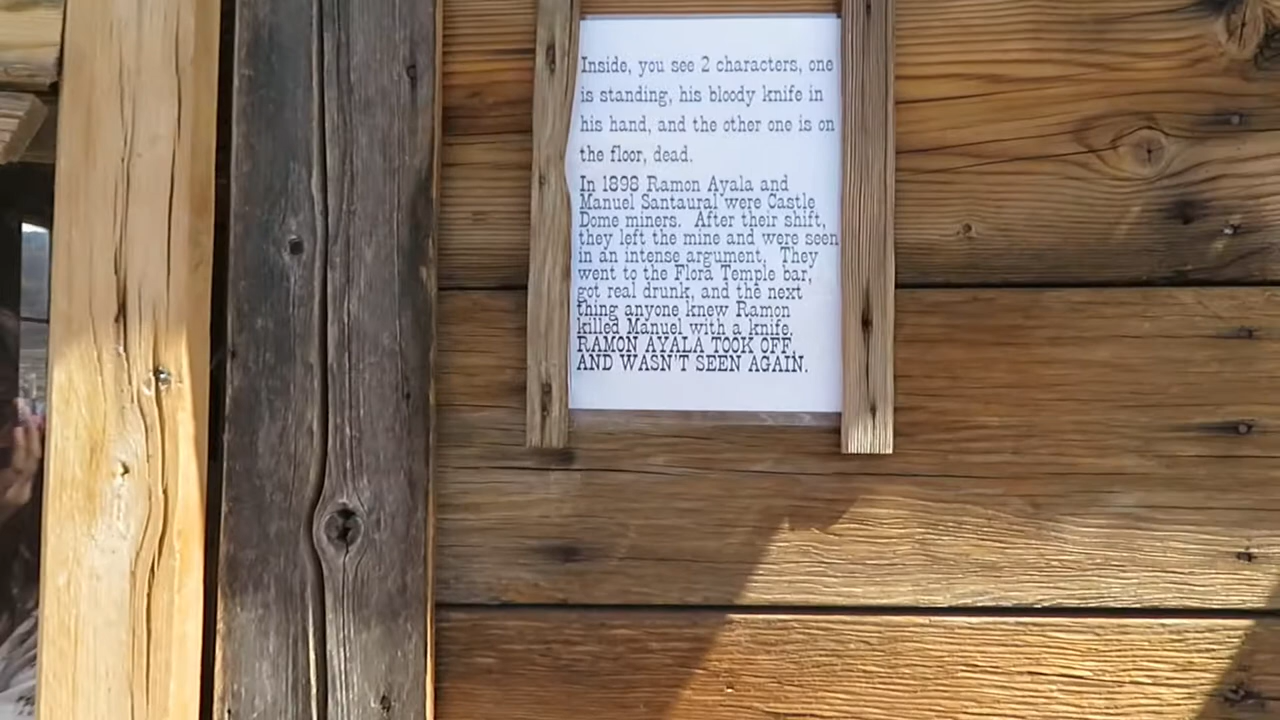 Inside, you see 2 characters, one
is standing, his bloody knife in
his hand, and the other one is on
the floor, dead.
In 1898 Ramon Ayala and
Manuel Santaural were Castle
Dome miners. After their shift,
they left the mine and were seen
in an intense argument. They
went to the Flora Temple bar,
got real drunk, and the next
thing anyone knew Ramon
killed Manuel with a knife.
RAMON AYALA TOOK OFF,
AND WASN'T SEEN AGAIN.